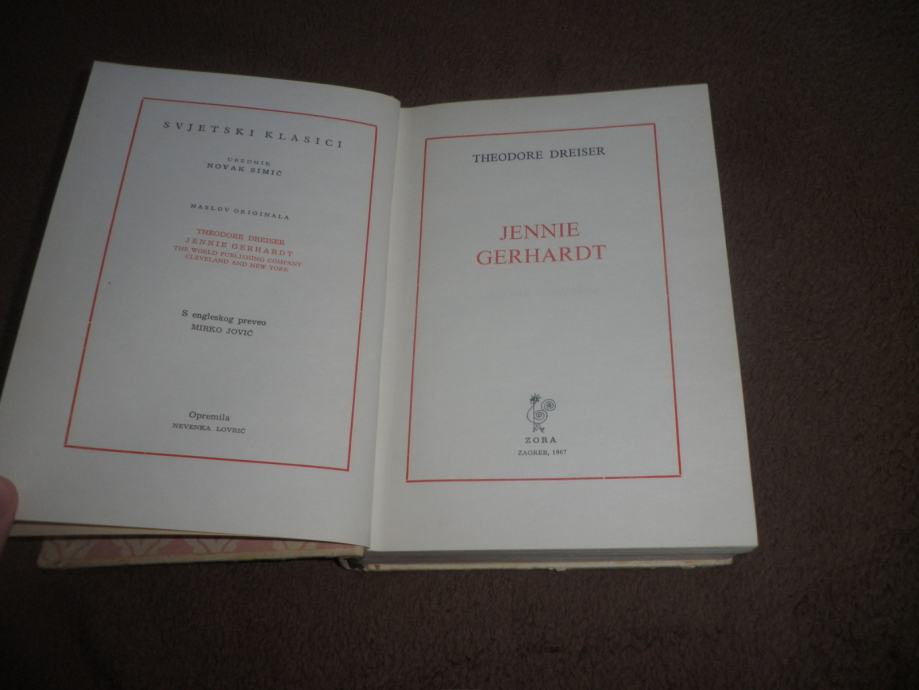 SVJETSKI KLASICI
UREDNIK
NOVAK SIMIĆ
NASLOV ORIGINALA
THEODORE DREISER
JENNIE GERHARDT
THE WORLD PUBLISHING COMPANY
CLEVELAND AND NEW YORK
S engleskog preveo
MIRKO JOVIĆ
Opremila
NEVENKA LOVRIĆ
THEODORE DREISER
JENNIE
GERHARDT
ZORA
ZAGREB, 1967